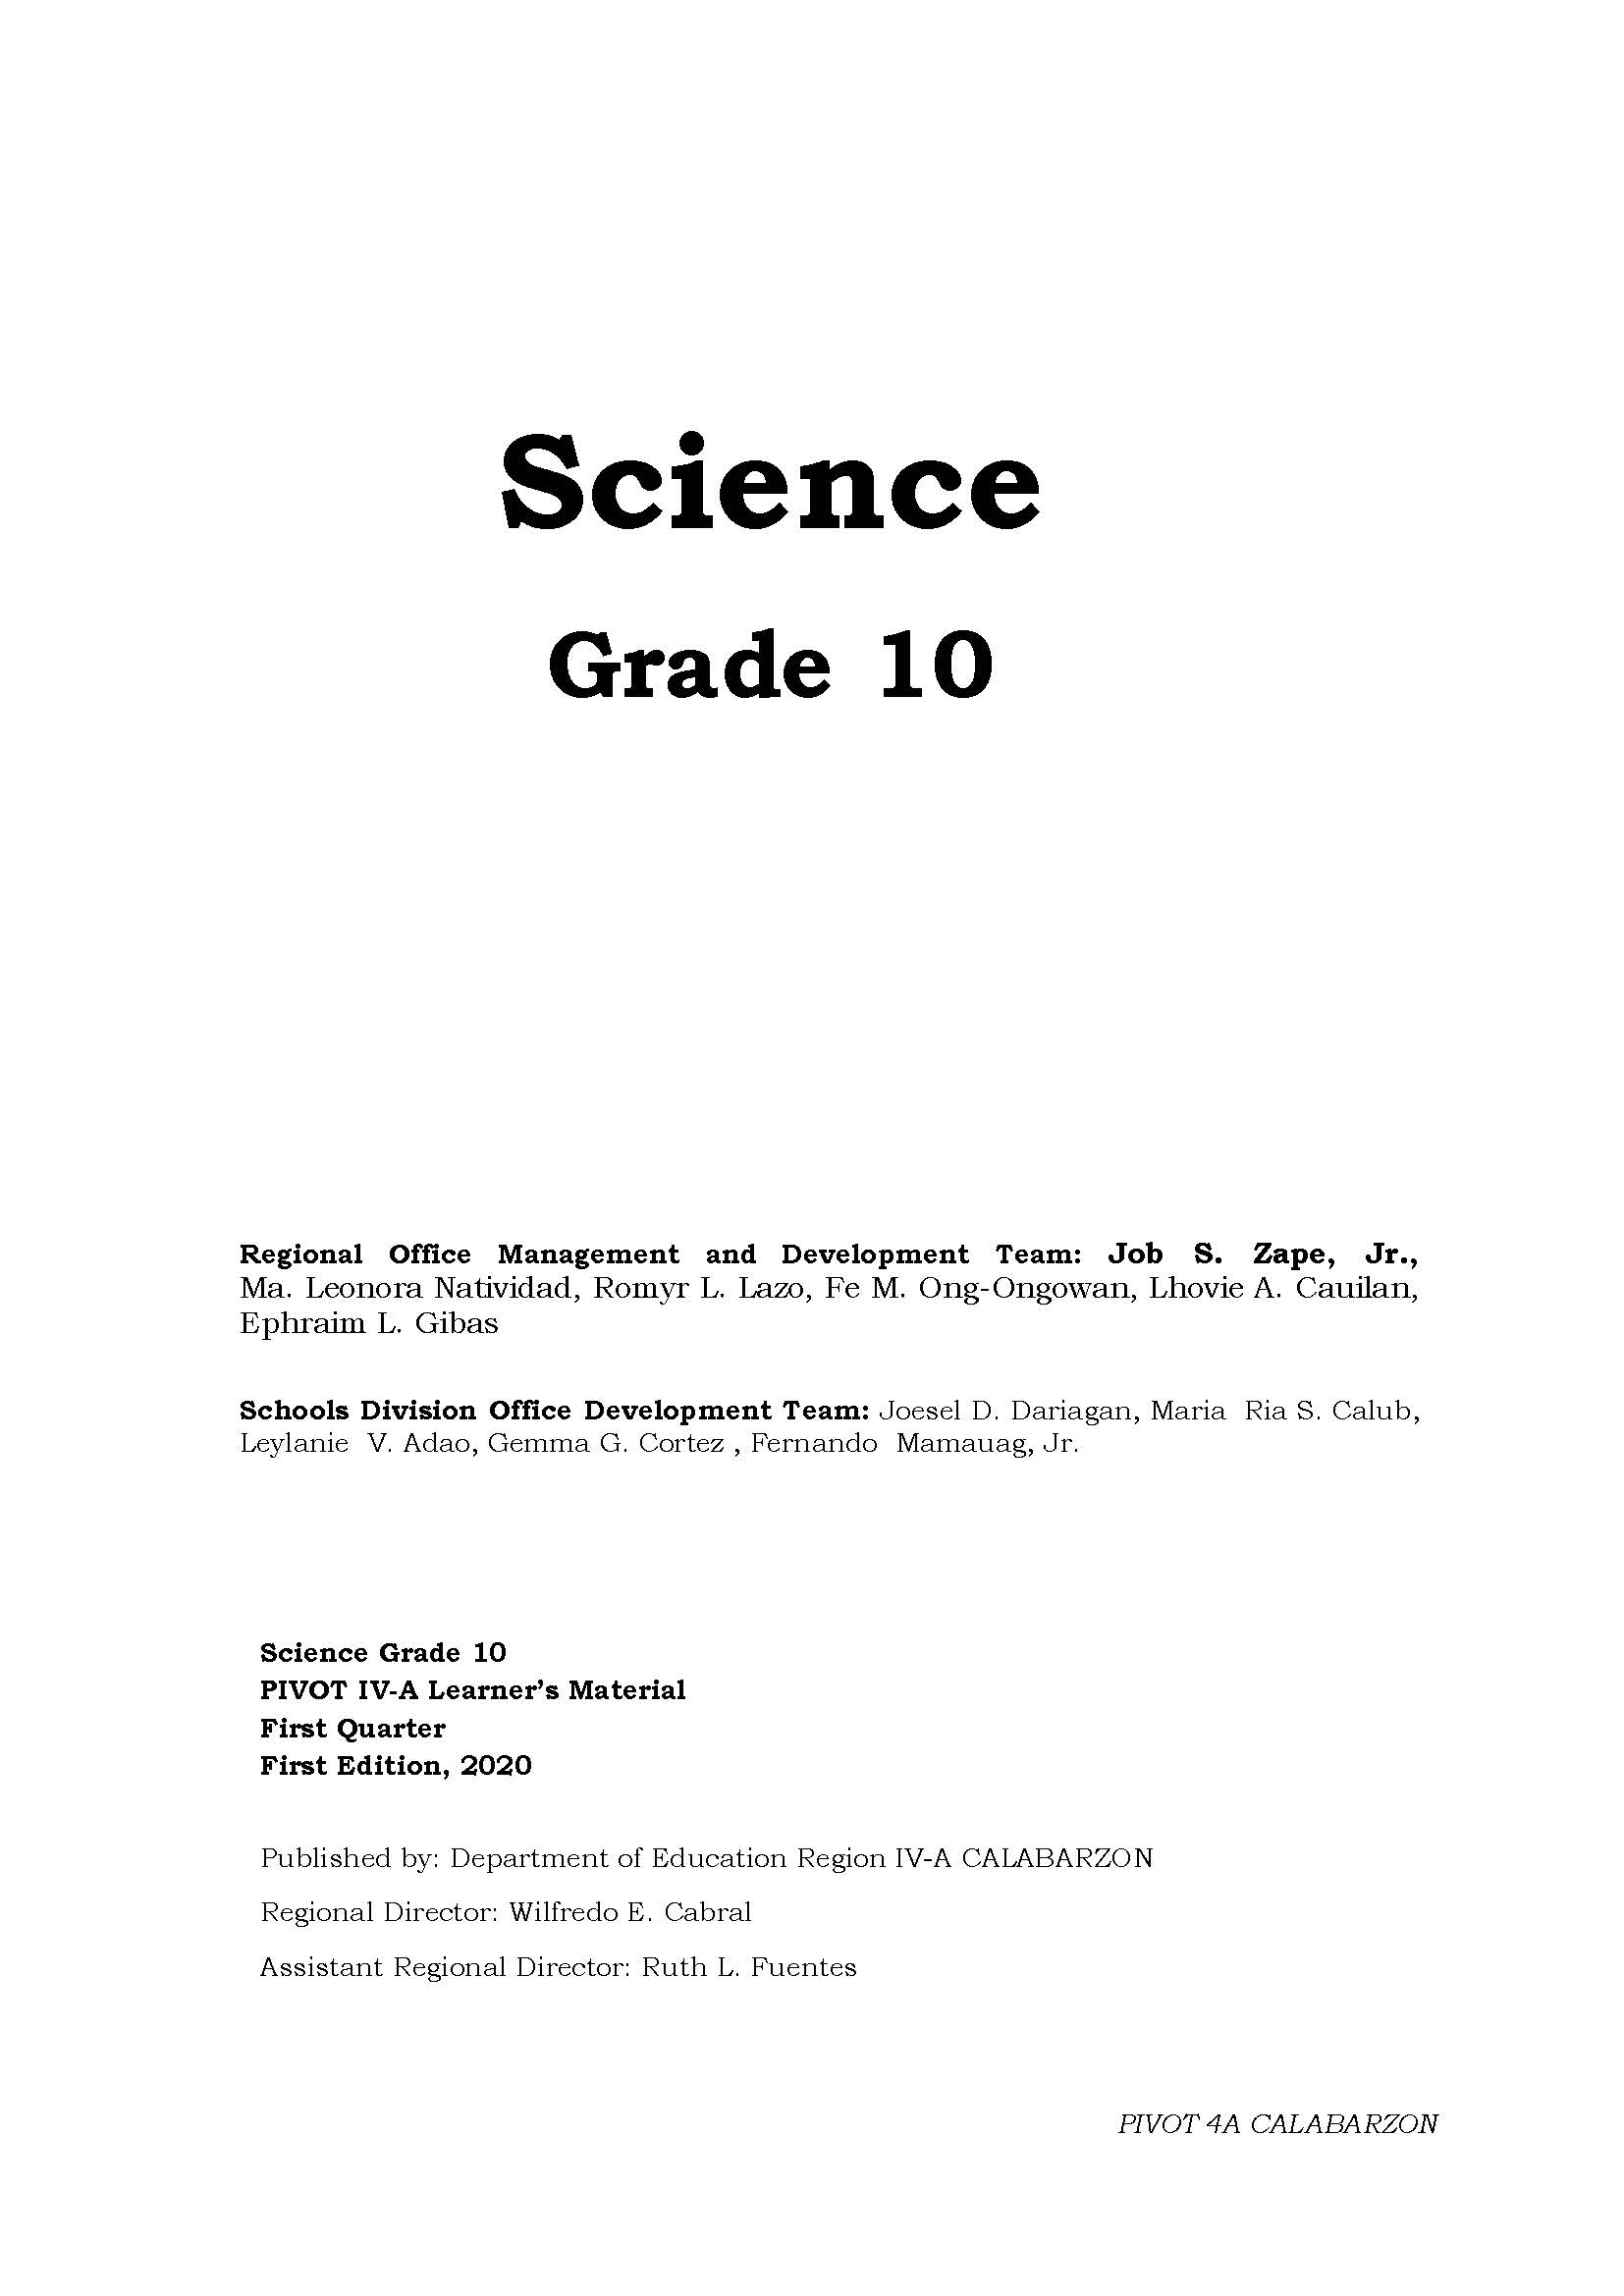 Science
Grade 10
Regional Office Management and Development Team: Job S. Zape, Jr.,
Ma. Leonora Natividad, Romyr L. Lazo, Fe M. Ong-Ongowan, Lhovie A. Cauilan,
Ephraim L. Gibas
Schools Division Office Development Team: Joesel D. Dariagan, Maria Ria S. Calub,
Leylanie V. Adao, Gemma G. Cortez , Fernando Mamauag, Jr.
Science Grade 10
PIVOT IV-A Learner’s Material
First Quarter
First Edition, 2020
Published by: Department of Education Region IV-A CALABARZON
Regional Director: Wilfredo E. Cabral
Assistant Regional Director: Ruth L. Fuentes
PIVOT 4A CALABARZON